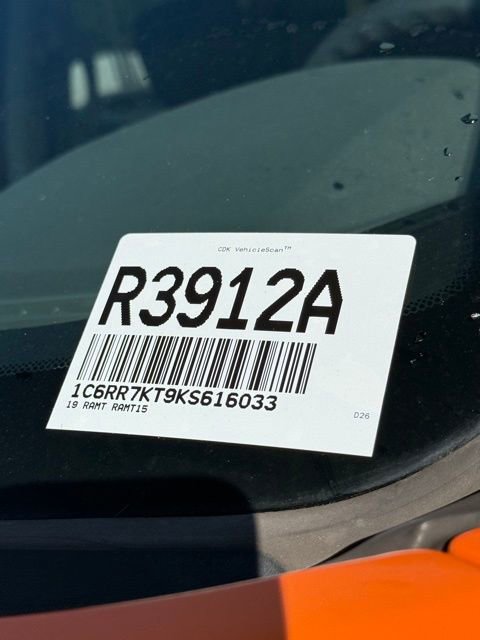 CDK VehicleScan™
R3912A
1C6RR7KT9KS616033
19 RAMT RAMT15
D26